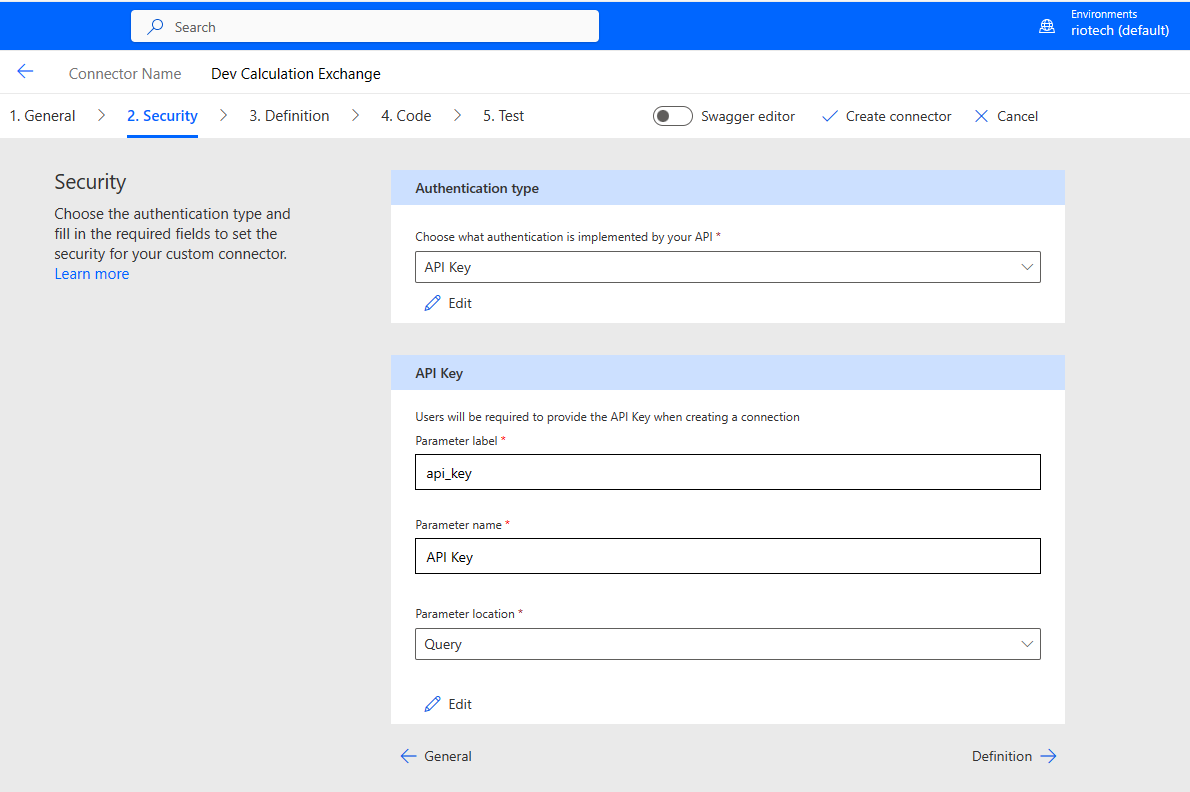 Search
Environments
riotech (default)
Connector Name Dev Calculation Exchange
1. General 2. Security 3. Definition 4. Code 5. Test Swagger editor Create connector Cancel
Security
Choose the authentication type and
fill in the required fields to set the
security for your custom connector.
Learn more
Authentication type
Choose what authentication is implemented by your API *
API Key
Edit
API Key
Users will be required to provide the API Key when creating a connection
Parameter label *
api_key
Parameter name *
API Key
Parameter location *
Query
Edit
General Definition